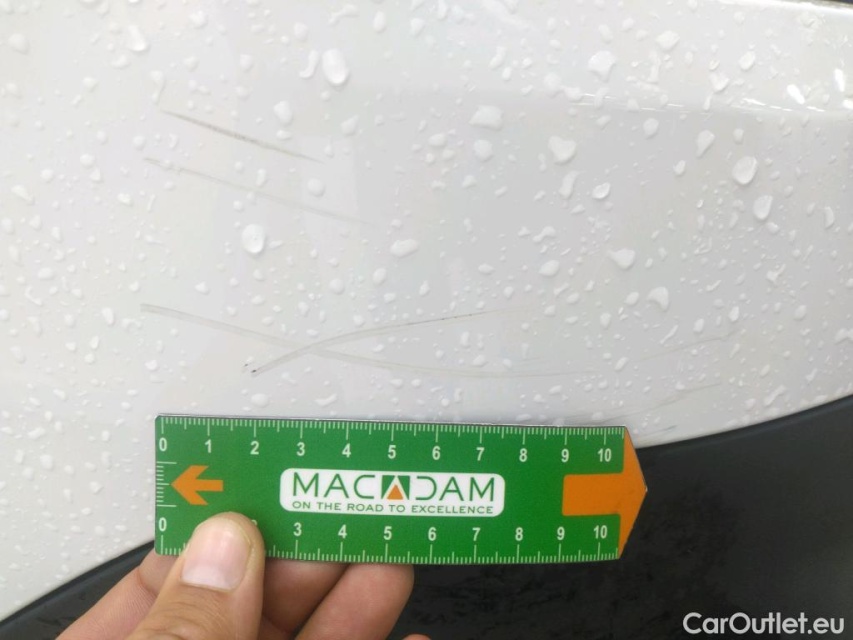 0 1 2 3 4 5 6 7 8 9 10
MACADAM
ON THE ROAD TO EXCELLENCE
0 3 4 5 6 7 8 9 10
CarOutlet.eu